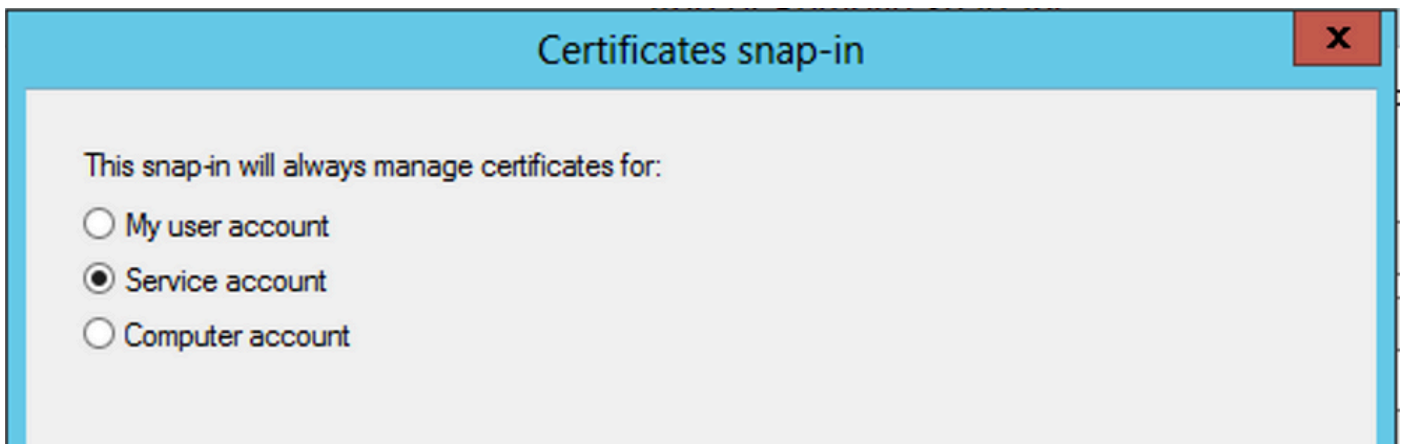 Certificates snap-in
x
This snap-in will always manage certificates for:
My user account
Service account
Computer account